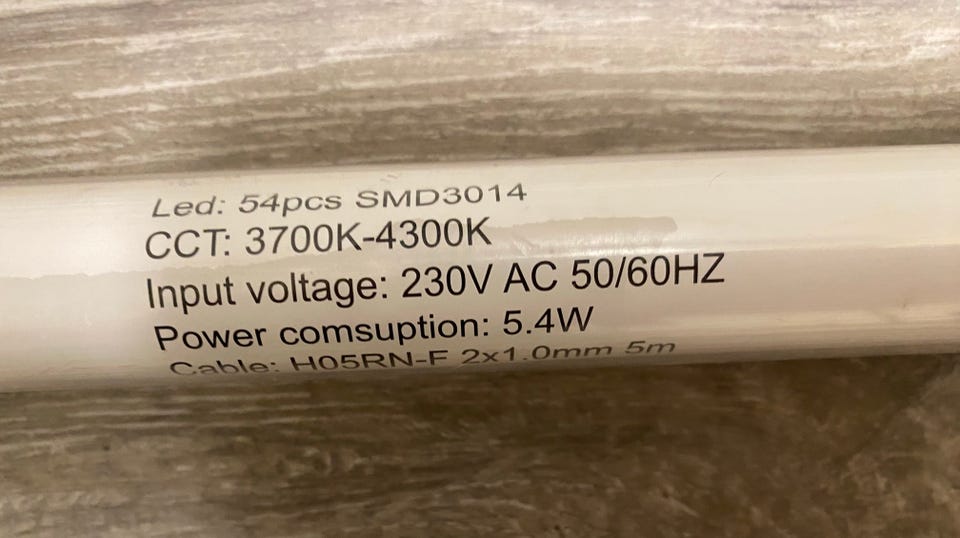 Led: 54pcs SMD3014
CCT: 3700K-4300K
Input voltage: 230V AC 50/60HZ
Power comsuption: 5.4W
Cable: H05RN-F 2x1.0mm 5m